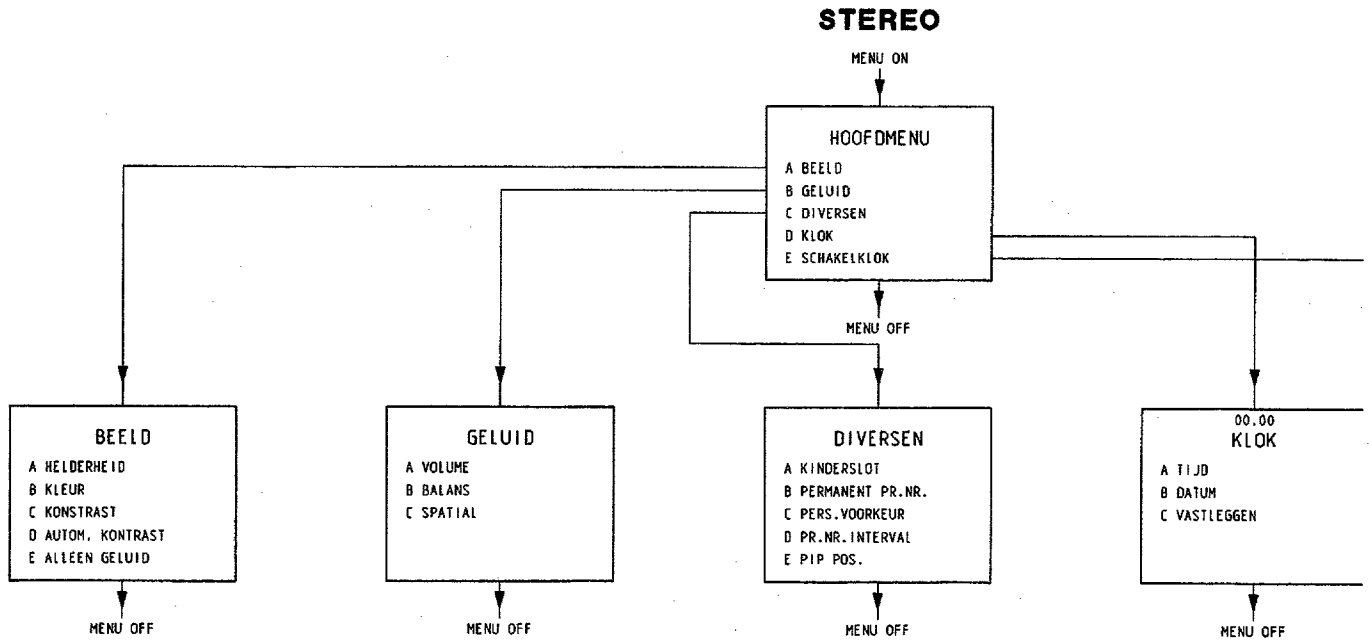 STEREO
MENU ON
HOOFDMENU
A BEELD
B GELUID
C DIVERSEN
D KLOK
E SCHAKELKLOK
MENU OFF
BEELD
A HELDERHEID
B KLEUR
C KONSTRAST
D AUTOM. KONTRAST
E ALLEEN GELUID
MENU OFF
GELUID
A VOLUME
B BALANS
C SPATIAL
MENU OFF
DIVERSEN
A KINDERSLOT
B PERMANENT PR.NR.
C PERS.VOORKEUR
D PR.NR.INTERVAL
E PIP POS.
MENU OFF
00.00
KLOK
A TIJD
B DATUM
C VASTLEGGEN
MENU OFF